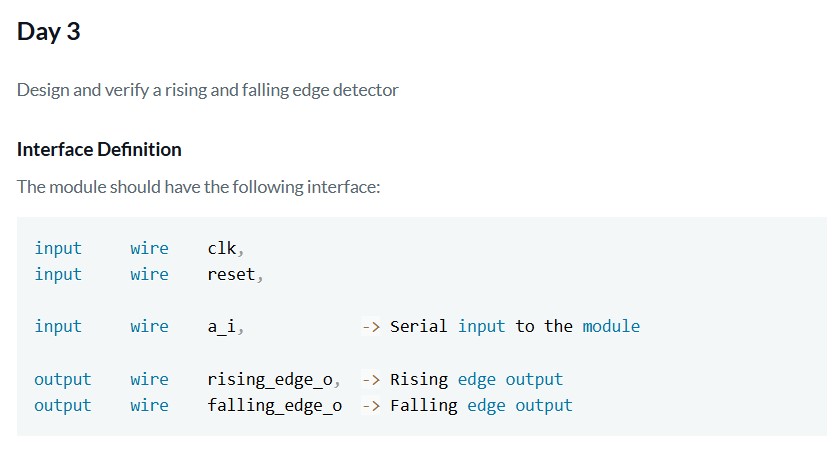 Day 3
Design and verify a rising and falling edge detector
Interface Definition
The module should have the following interface:
input wire clk,
input wire reset,
input wire a_i, -> Serial input to the module
output wire rising_edge_o, -> Rising edge output
output wire falling_edge_o -> Falling edge output